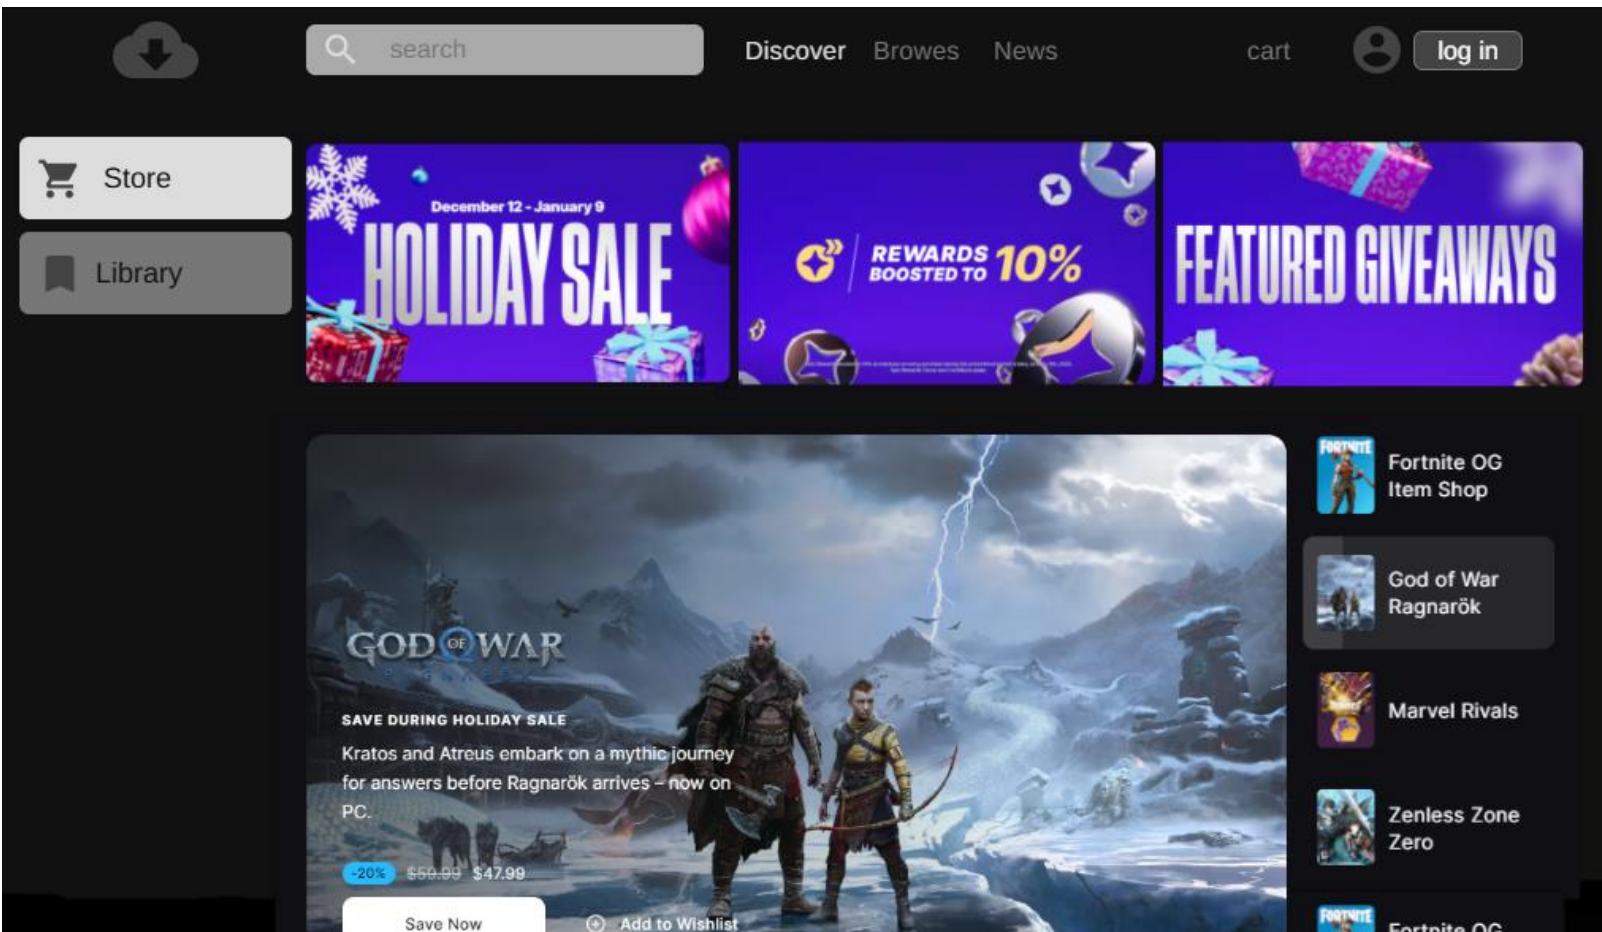 search
Discover Browes News
cart
log in
Store
Library
December 12 - January 9
HOLIDAY SALE
REWARDS
BOOSTED TO 10%
FEATURED GIVEAWAYS
GOD OF WAR
SAVE DURING HOLIDAY SALE
Kratos and Atreus embark on a mythic journey
for answers before Ragnarök arrives – now on
PC.
-20% $59.99 $47.99
Save Now
Add to Wishlist
FORTNITE
Fortnite OG
Item Shop
God of War
Ragnarök
Marvel Rivals
Zenless Zone
Zero
FORTNITE
Fortnite OG